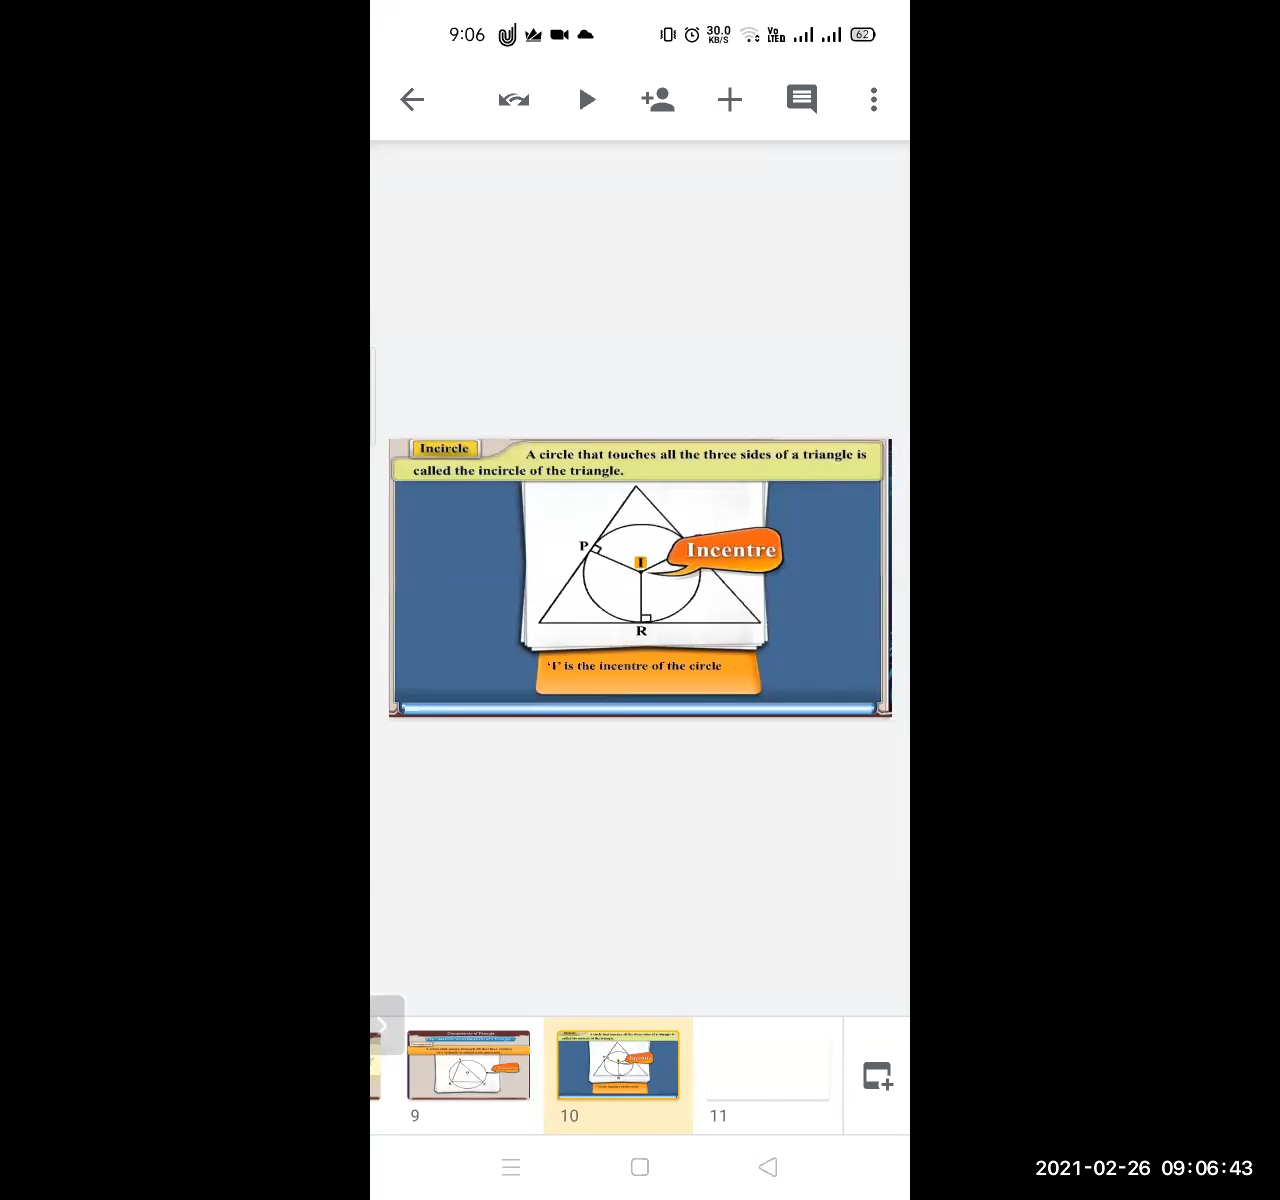 9:06
30.0
KB/S
Vo
LTE
62
Incircle
A circle that touches all the three sides of a triangle is
called the incircle of the triangle.
P
Incentre
I
R
‘I’ is the incentre of the circle
9
10
11
2021-02-26 09:06:43